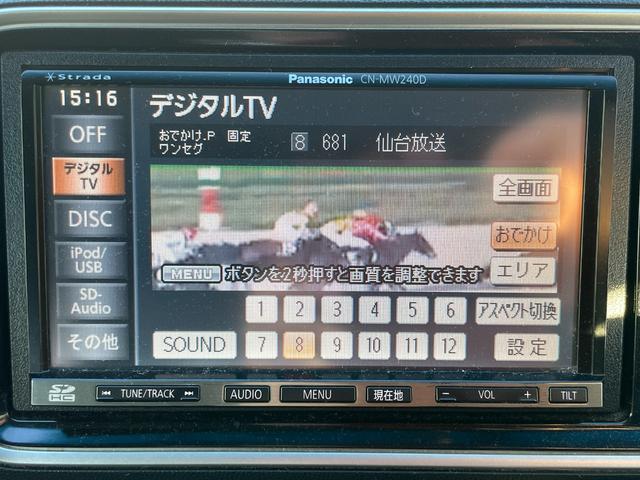 Strada Panasonic CN-MW240D
15:16 デジタルTV
OFF
おでかけ.P 固定
ワンセグ
8 681 仙台放送
デジタル
TV
全画面
DISC
おでかけ
iPod/
USB
MENU ボタンを2秒押すと画質を調整できます
エリア
SD-
Audio
1 2 3 4 5 6 アスペクト切換
その他
SOUND 7 8 9 10 11 12 設定
SD HC TUNE/TRACK AUDIO MENU 現在地 − VOL + TILT